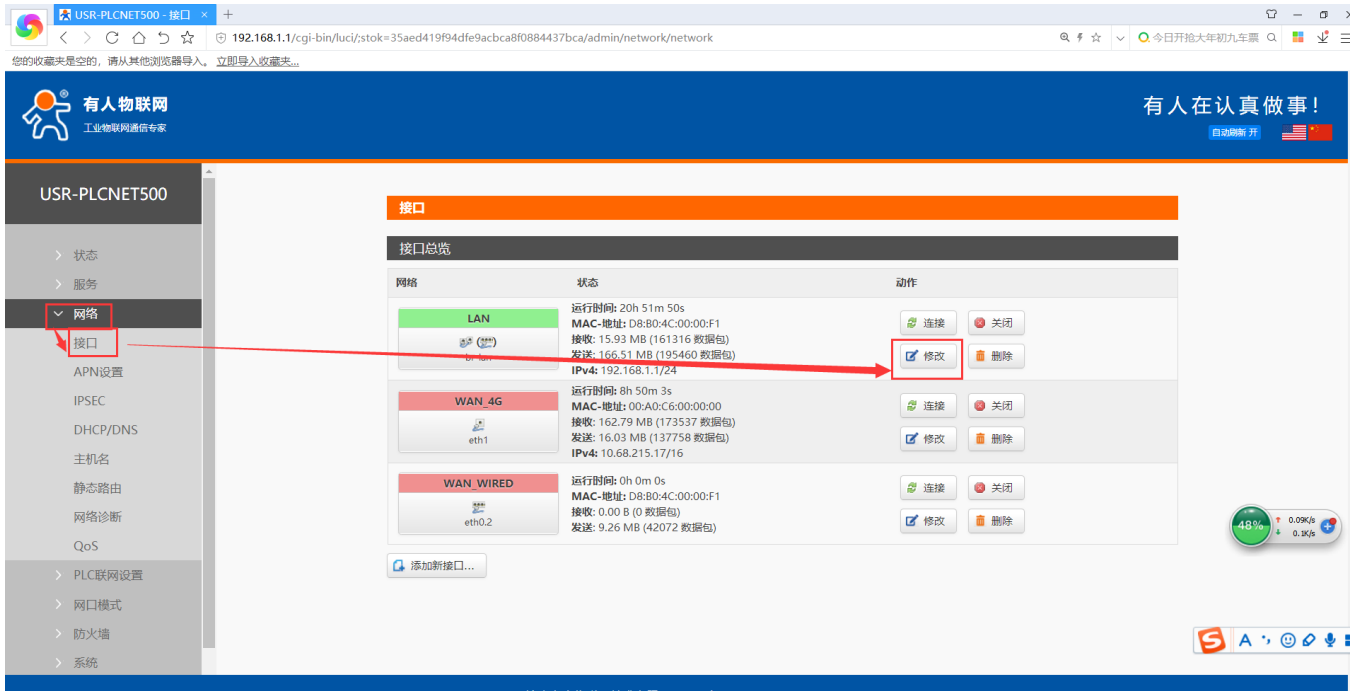 USR-PLCNET500 - 接口
192.168.1.1/cgi-bin/luci/;stok=35aed419f94dfe9acbca8f0884437bca/admin/network/network
今日开抢大年初九车票
您的收藏夹是空的，请从其他浏览器导入。 立即导入收藏夹...
有人物联网
工业物联网通信专家
有人在认真做事！
自动刷新 开
USR-PLCNET500
状态
服务
网络
接口
APN设置
IPSEC
DHCP/DNS
主机名
静态路由
网络诊断
QoS
PLC联网设置
网口模式
防火墙
系统
接口
接口总览
网络 状态 动作
LAN
br-lan
运行时间: 20h 51m 50s
MAC-地址: D8:B0:4C:00:00:F1
接收: 15.93 MB (161316 数据包)
发送: 166.51 MB (195460 数据包)
IPv4: 192.168.1.1/24
连接 关闭
修改 删除
WAN_4G
eth1
运行时间: 8h 50m 3s
MAC-地址: 00:A0:C6:00:00:00
接收: 162.79 MB (173537 数据包)
发送: 16.03 MB (137758 数据包)
IPv4: 10.68.215.17/16
连接 关闭
修改 删除
WAN_WIRED
eth0.2
运行时间: 0h 0m 0s
MAC-地址: D8:B0:4C:00:00:F1
接收: 0.00 B (0 数据包)
发送: 9.26 MB (42072 数据包)
连接 关闭
修改 删除
添加新接口...
48%
0.09K/s
0.1K/s